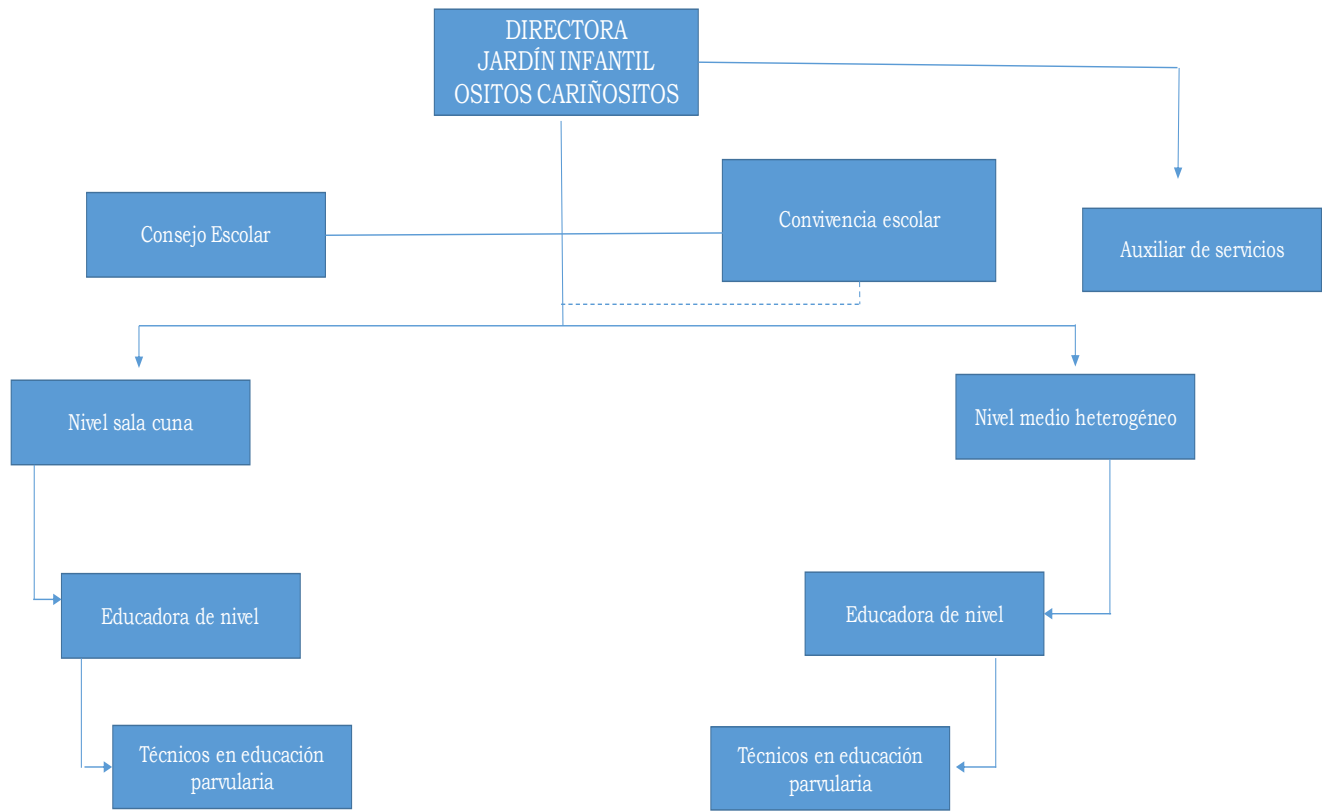 DIRECTORA
JARDÍN INFANTIL
OSITOS CARIÑOSITOS
Consejo Escolar
Convivencia escolar
Auxiliar de servicios
Nivel sala cuna
Nivel medio heterogéneo
Educadora de nivel
Educadora de nivel
Técnicos en educación
parvularia
Técnicos en educación
parvularia